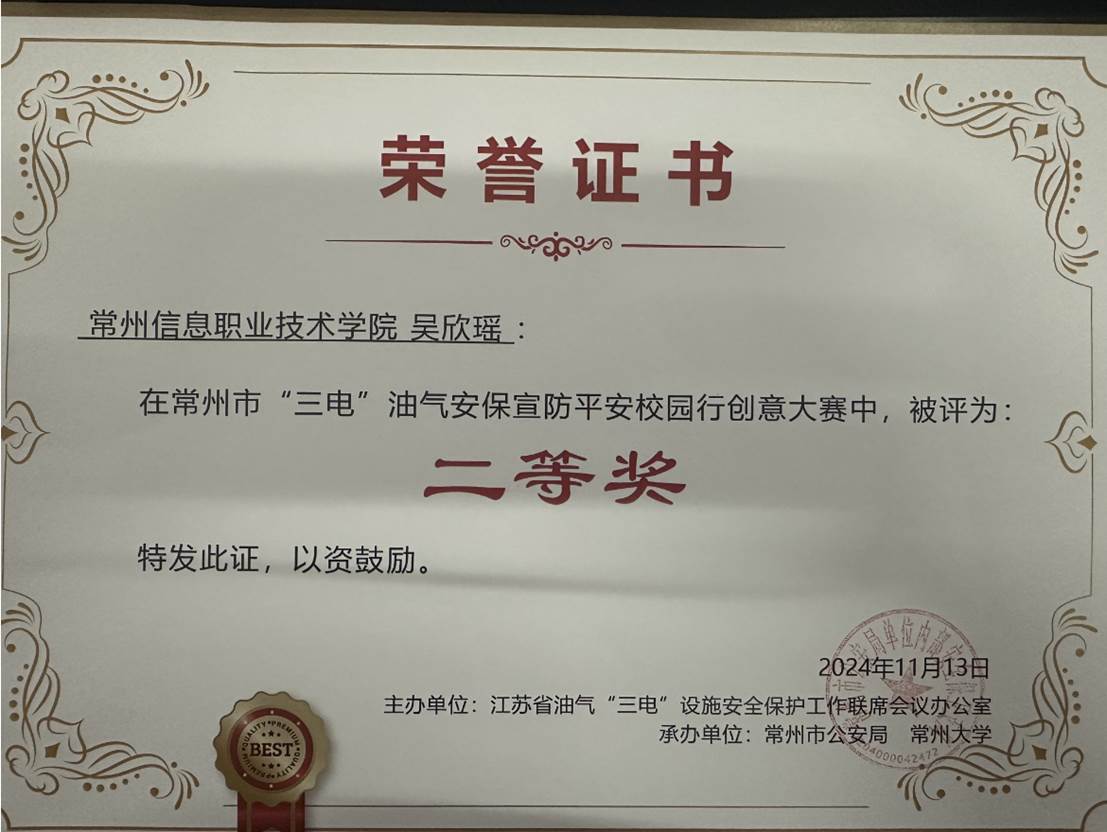 荣誉证书
常州信息职业技术学院 吴欣瑶：
在常州市“三电”油气安保宣防平安校园行创意大赛中，被评为：
二等奖
特发此证，以资鼓励。
2024年11月13日
主办单位：江苏省油气“三电”设施安全保护工作联席会议办公室
承办单位：常州市公安局 常州大学
QUALITY PREMIUM
BEST
QUALITY PREMIUM